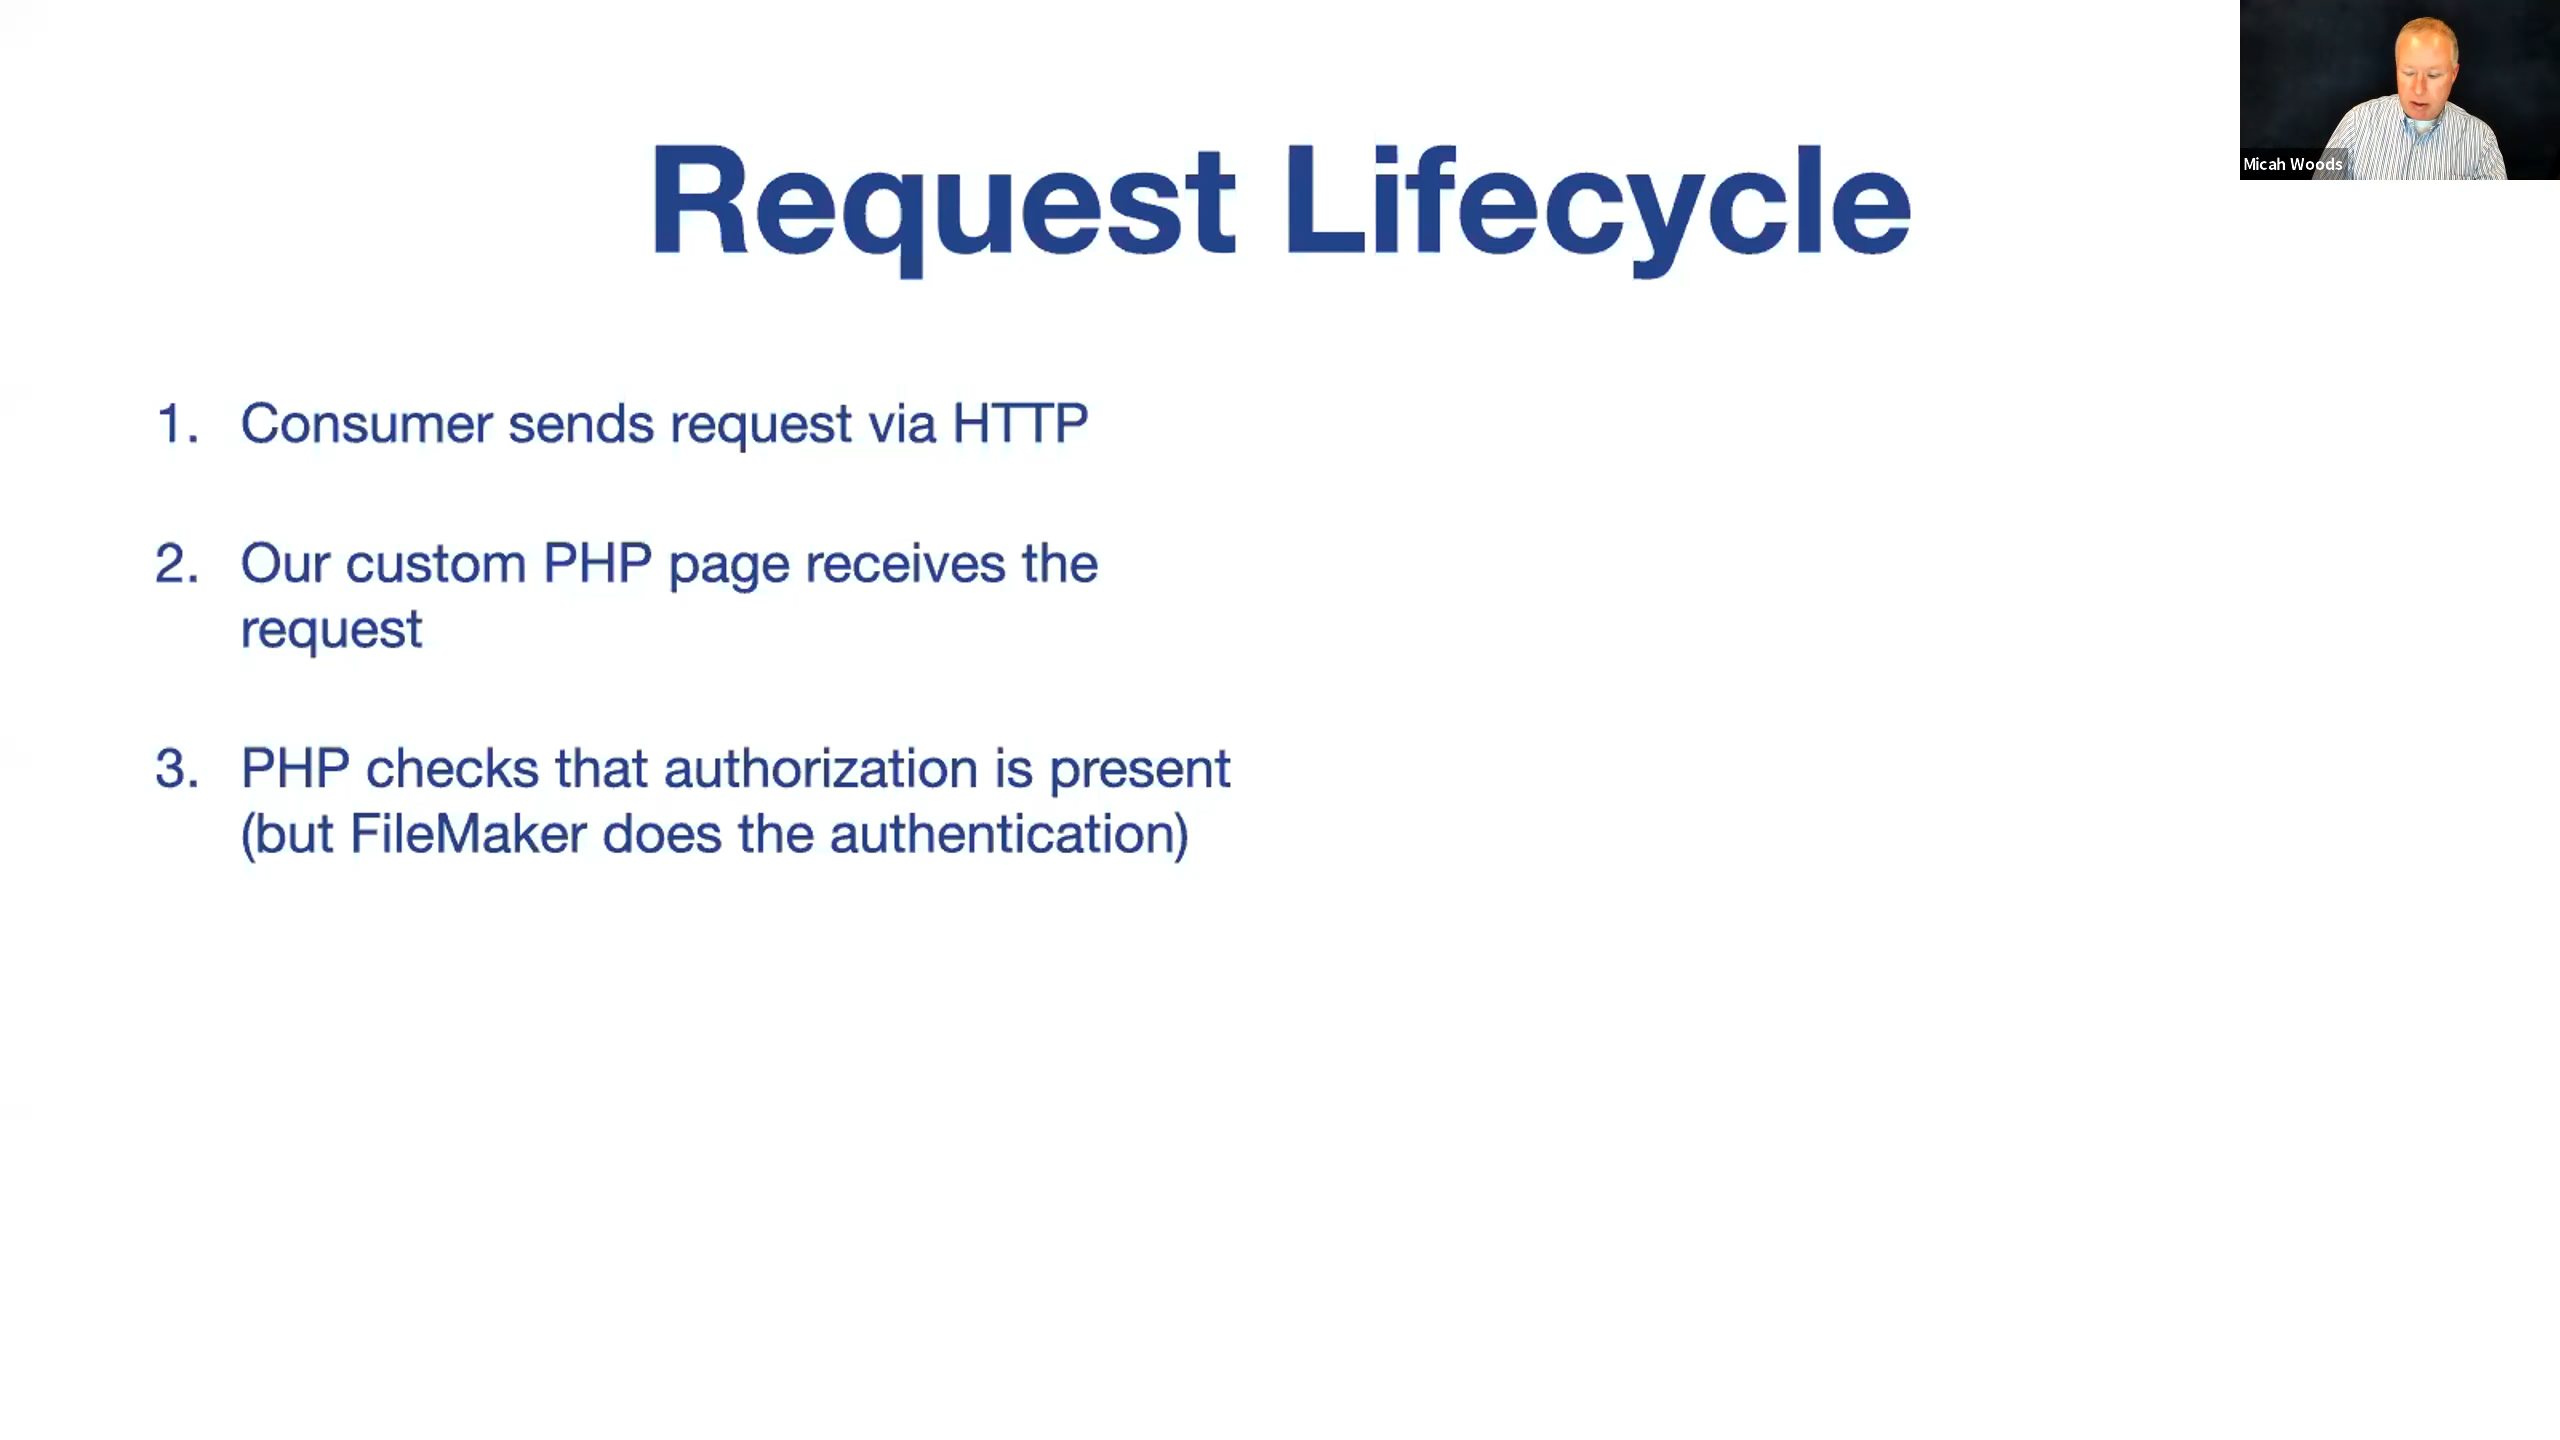 Request Lifecycle
Micah Woods
1. Consumer sends request via HTTP
2. Our custom PHP page receives the
request
3. PHP checks that authorization is present
(but FileMaker does the authentication)